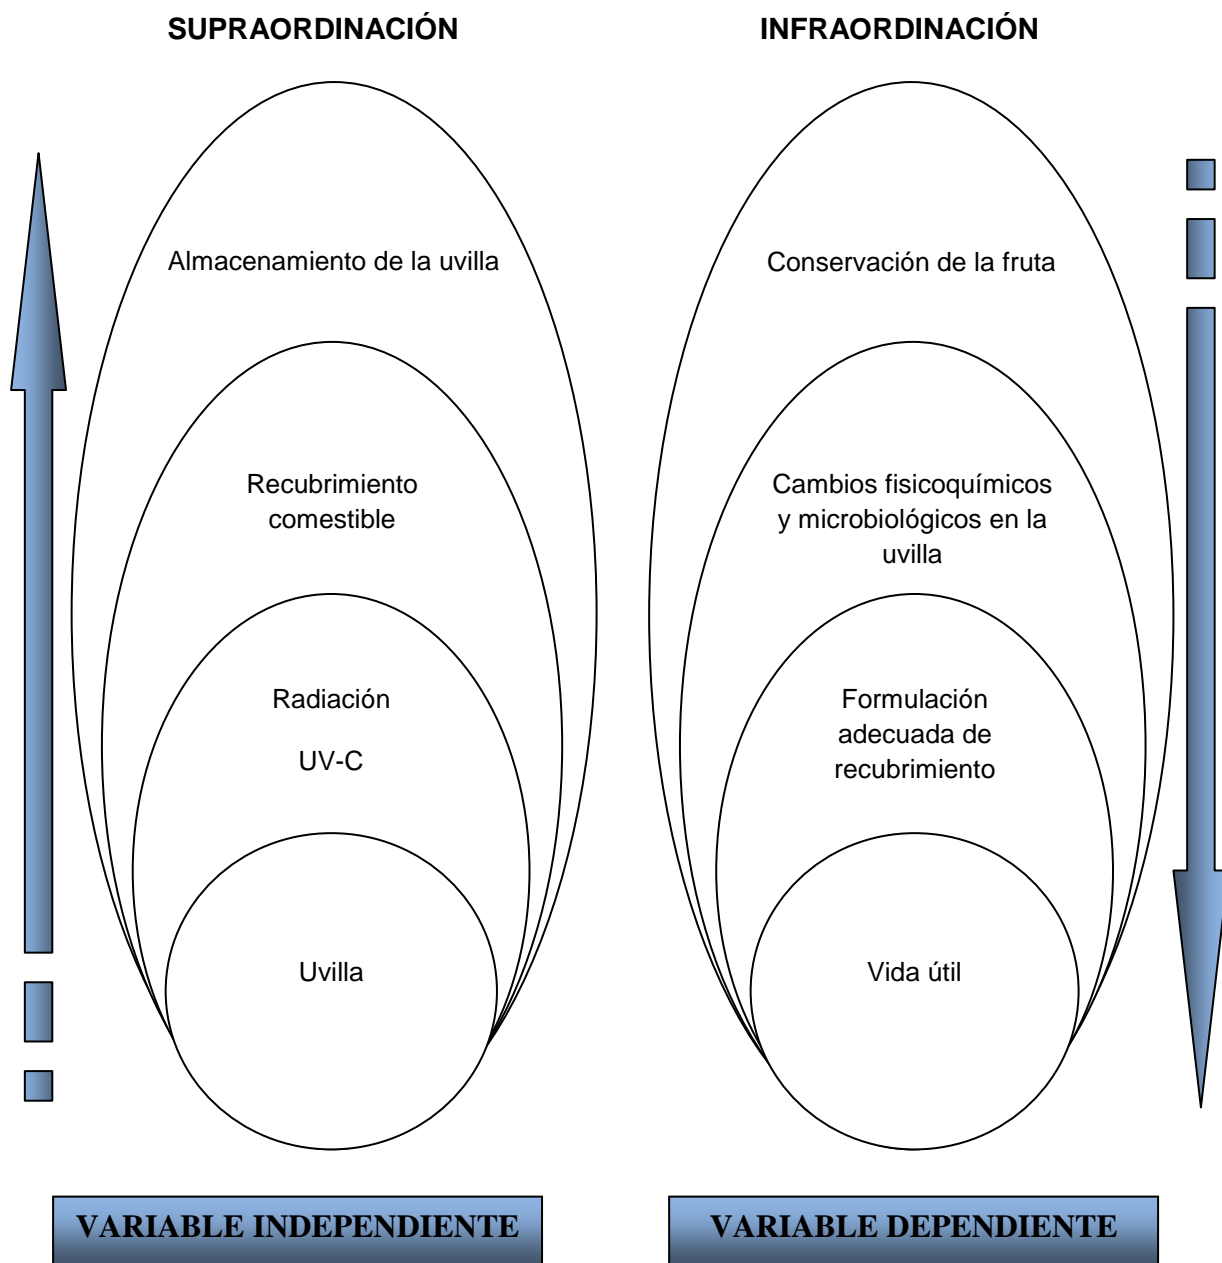 SUPRAORDINACIÓN
INFRAORDINACIÓN
Almacenamiento de la uvilla
Recubrimiento
comestible
Radiación
UV-C
Uvilla
VARIABLE INDEPENDIENTE
Conservación de la fruta
Cambios fisicoquímicos
y microbiológicos en la
uvilla
Formulación
adecuada de
recubrimiento
Vida útil
VARIABLE DEPENDIENTE